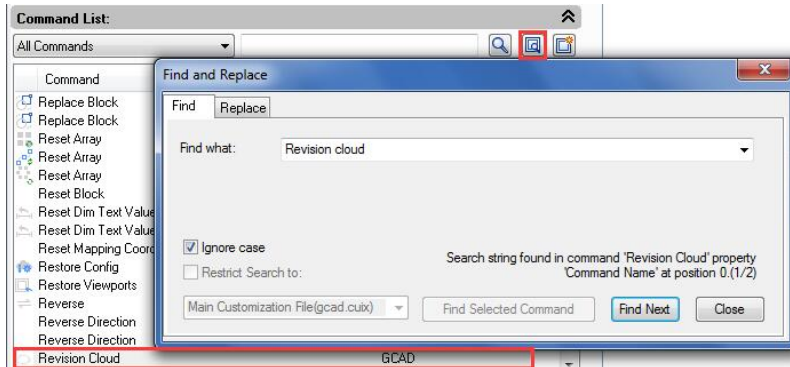 Command List:
All Commands
Command
Replace Block
Replace Block
Reset Array
Reset Array
Reset Array
Reset Block
Reset Dim Text Value
Reset Dim Text Value
Reset Mapping Coord
Restore Config
Restore Viewports
Reverse
Reverse Direction
Reverse Direction
Revision Cloud GCAD
Find and Replace
Find Replace
Find what: Revision cloud
Ignore case
Search string found in command 'Revision Cloud' property
'Command Name' at position 0.(1/2)
Restrict Search to:
Main Customization File(gcad.cuix) Find Selected Command Find Next Close